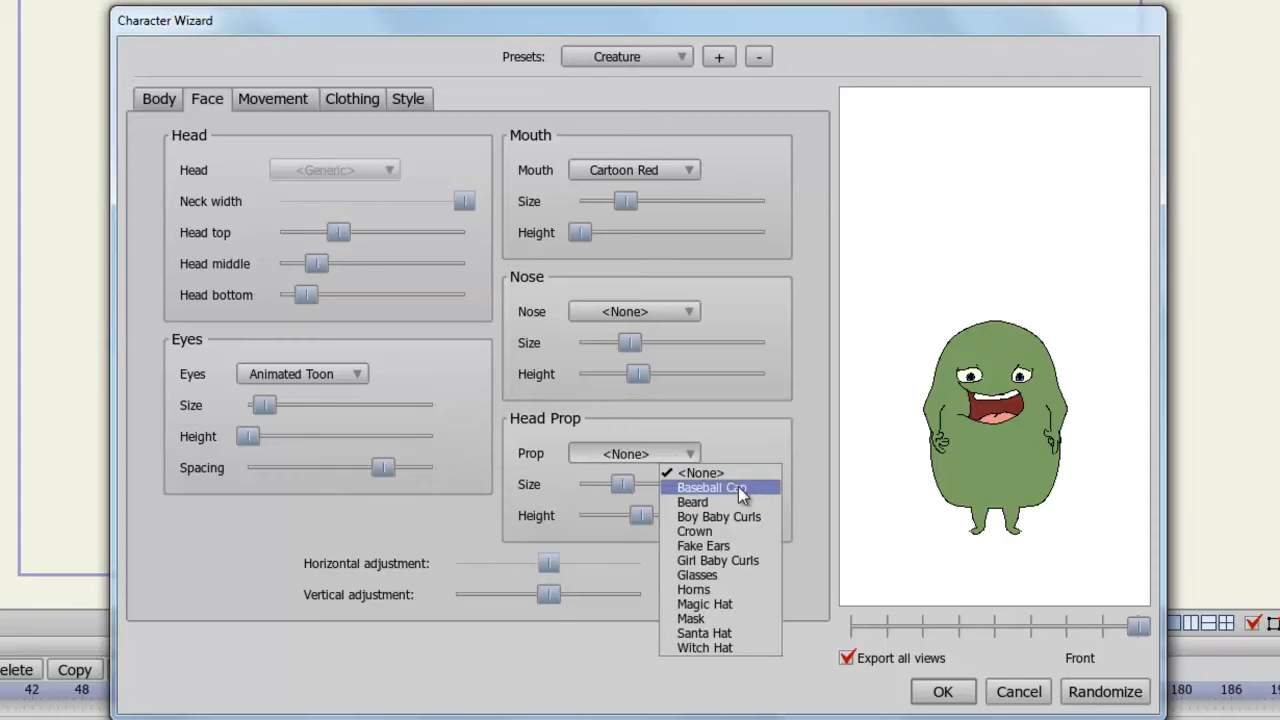 Character Wizard
Presets: Creature + -
Body Face Movement Clothing Style
Head
Head <Generic>
Neck width
Head top
Head middle
Head bottom
Eyes
Eyes Animated Toon
Size
Height
Spacing
Mouth
Mouth Cartoon Red
Size
Height
Nose
Nose <None>
Size
Height
Head Prop
Prop <None>
Size
Height
<None>
Baseball Cap
Beard
Boy Baby Curls
Crown
Fake Ears
Girl Baby Curls
Glasses
Horns
Magic Hat
Mask
Santa Hat
Witch Hat
Horizontal adjustment:
Vertical adjustment:
Export all views Front
OK Cancel Randomize
elete Copy
42 48 180 186